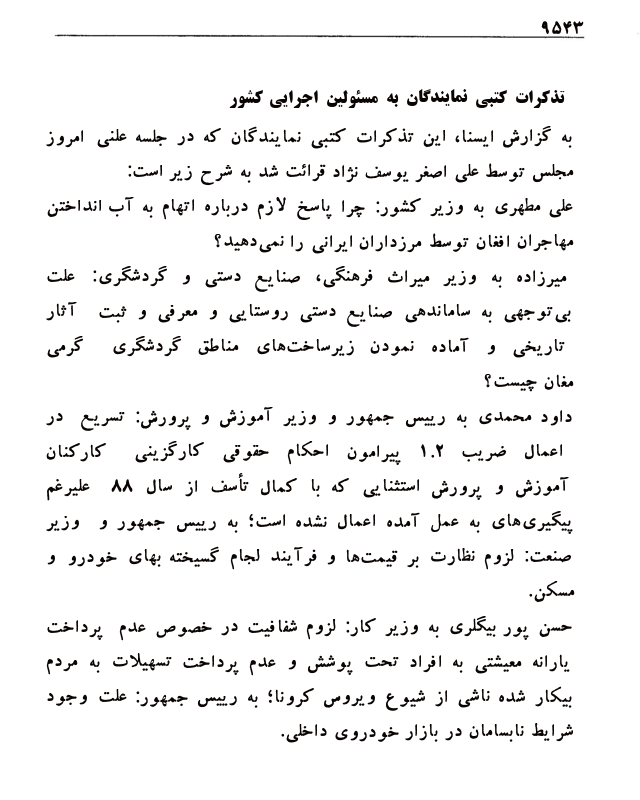 ۹۵۴۳
تذکرات کتبی نمایندگان به مسئولین اجرایی کشور
به گزارش ایسنا، این تذکرات کتبی نمایندگان که در جلسه علنی امروز
مجلس توسط علی اصغر یوسف نژاد قرائت شد به شرح زیر است:
علی مطهری به وزیر کشور: چرا پاسخ لازم درباره اتهام به آب انداختن
مهاجران افغان توسط مرزداران ایرانی را نمی‌دهید؟
میرزاده به وزیر میراث فرهنگی، صنایع دستی و گردشگری: علت
بی‌توجهی به ساماندهی صنایع دستی روستایی و معرفی و ثبت آثار
تاریخی و آماده نمودن زیرساخت‌های مناطق گردشگری گرمی
مغان چیست؟
داود محمدی به رییس جمهور و وزیر آموزش و پرورش: تسریع در
اعمال ضریب ۱.۲ پیرامون احکام حقوقی کارگزینی کارکنان
آموزش و پرورش استثنایی که با کمال تأسف از سال ۸۸ علیرغم
پیگیری‌های به عمل آمده اعمال نشده است؛ به رییس جمهور و وزیر
صنعت: لزوم نظارت بر قیمت‌ها و فرآیند لجام گسیخته بهای خودرو و
مسکن.
حسن پور بیگلری به وزیر کار: لزوم شفافیت در خصوص عدم پرداخت
یارانه معیشتی به افراد تحت پوشش و عدم پرداخت تسهیلات به مردم
بیکار شده ناشی از شیوع ویروس کرونا؛ به رییس جمهور: علت وجود
شرایط نابسامان در بازار خودروی داخلی.